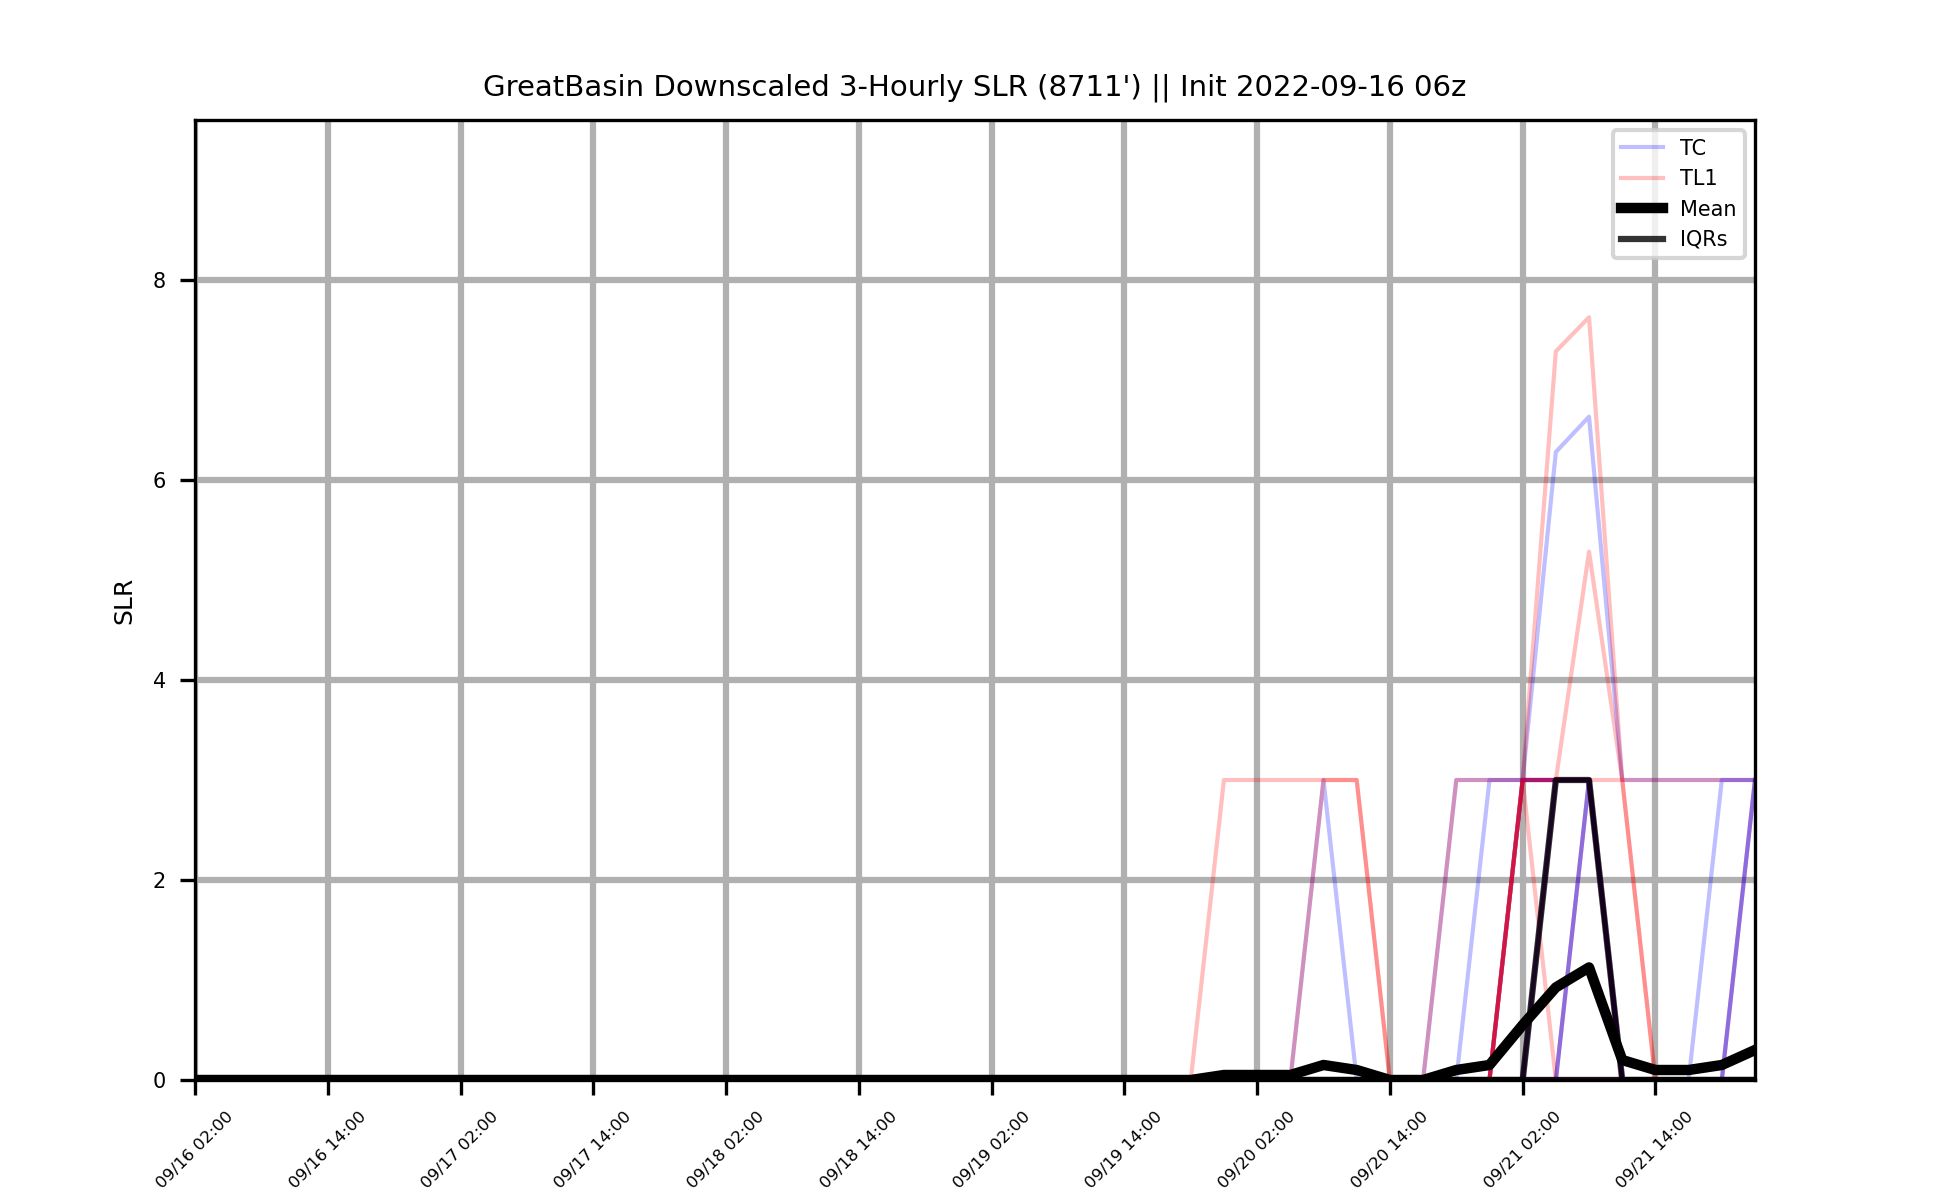 GreatBasin Downscaled 3-Hourly SLR (8711') || Init 2022-09-16 06z
TC
TL1
Mean
IQRs
8
6
4
2
0
SLR
09/16 02:00
09/16 14:00
09/17 02:00
09/17 14:00
09/18 02:00
09/18 14:00
09/19 02:00
09/19 14:00
09/20 02:00
09/20 14:00
09/21 02:00
09/21 14:00